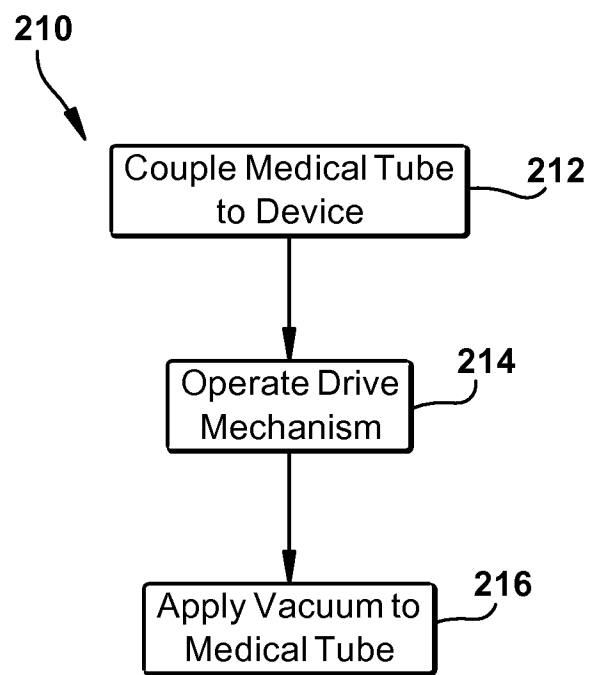 210
Couple Medical Tube
to Device
212
Operate Drive
Mechanism
214
Apply Vacuum to
Medical Tube
216